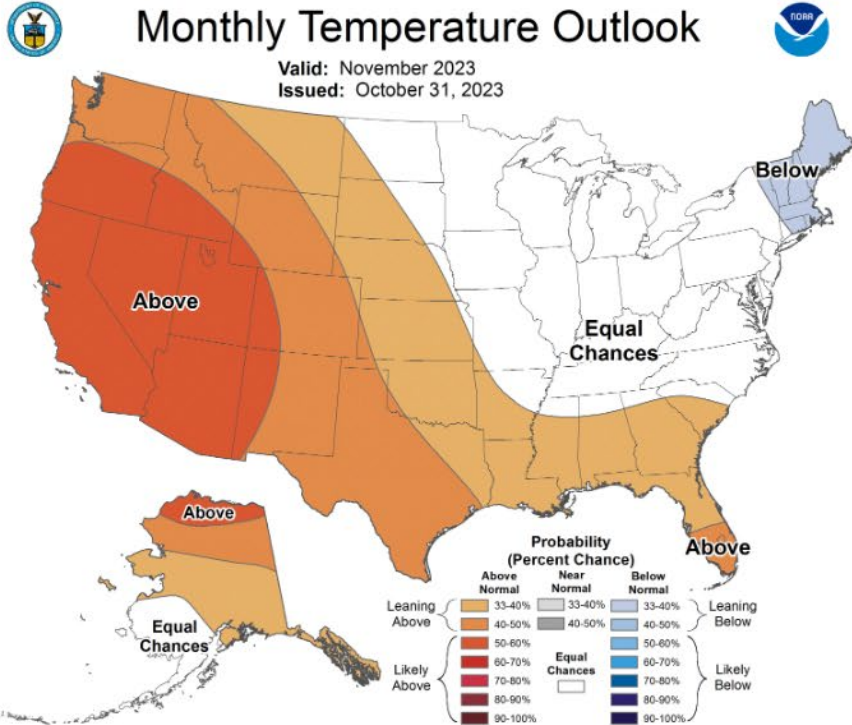 Monthly Temperature Outlook
NOAA
Valid: November 2023
Issued: October 31, 2023
Below
Above
Equal
Chances
Above
Above
Equal
Chances
Probability
(Percent Chance)
Above
Normal
Near
Normal
Below
Normal
Leaning
Above
33-40%
33-40%
33-40%
Leaning
Below
40-50%
40-50%
40-50%
Likely
Above
50-60%
60-70%
70-80%
80-90%
90-100%
Equal
Chances
50-60%
60-70%
70-80%
80-90%
90-100%
Likely
Below